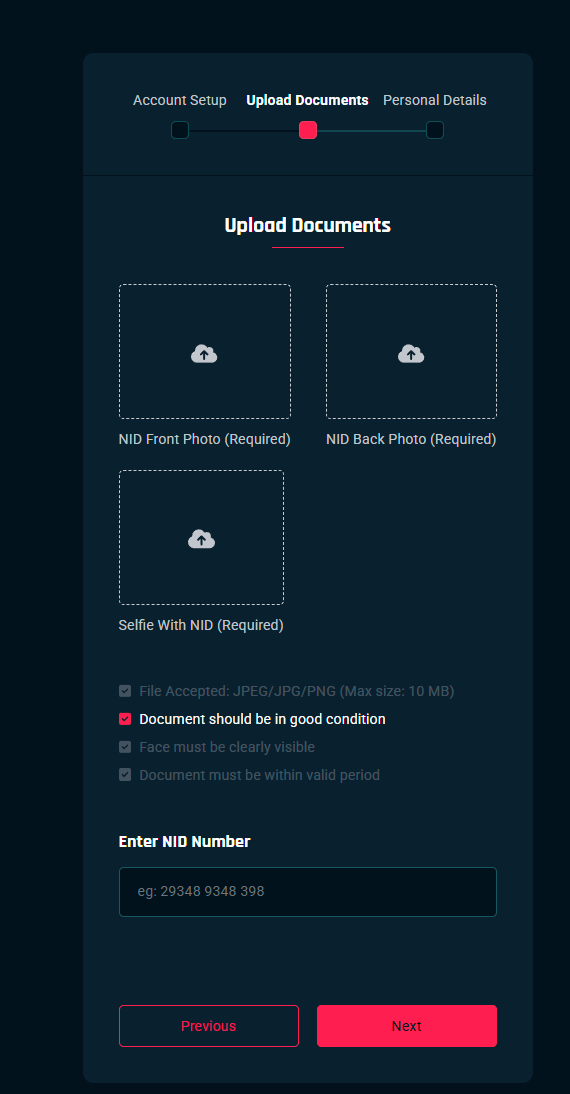 Account Setup Upload Documents Personal Details
Upload Documents
NID Front Photo (Required) NID Back Photo (Required)
Selfie With NID (Required)
File Accepted: JPEG/JPG/PNG (Max size: 10 MB)
Document should be in good condition
Face must be clearly visible
Document must be within valid period
Enter NID Number
eg: 29348 9348 398
Previous Next